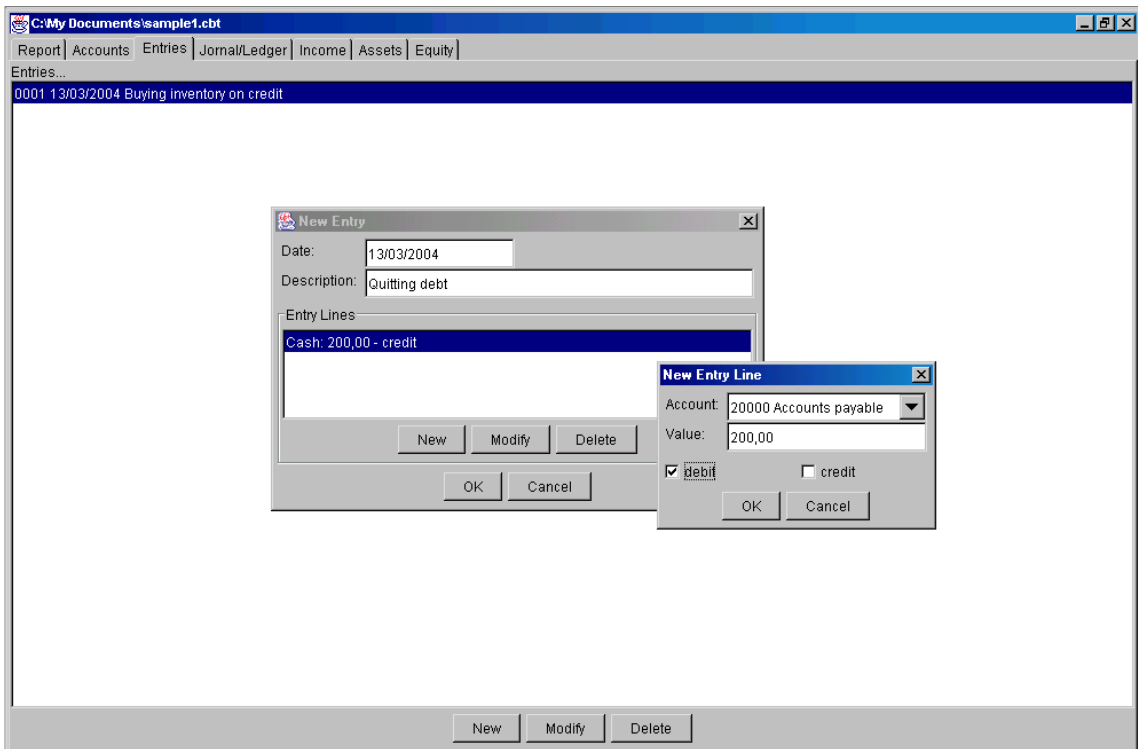 C:\My Documents\sample1.cbt
Report Accounts Entries Jornal/Ledger Income Assets Equity
Entries...
0001 13/03/2004 Buying inventory on credit
New Entry
Date: 13/03/2004
Description: Quitting debt
Entry Lines
Cash: 200,00 - credit
New Modify Delete
OK Cancel
New Entry Line
Account: 20000 Accounts payable
Value: 200,00
debit credit
OK Cancel
New Modify Delete